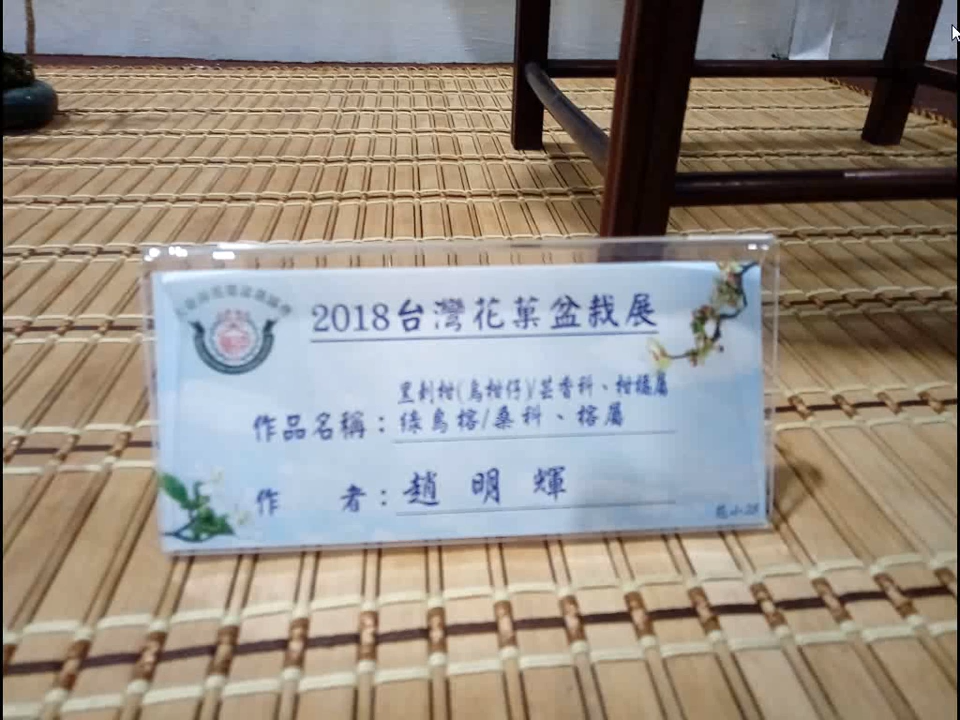 2018台灣花菓盆栽展
黑刺柑(烏柑仔)/芸香科、柑橘屬
作品名稱：綠島榕/桑科、榕屬
作 者：趙明輝